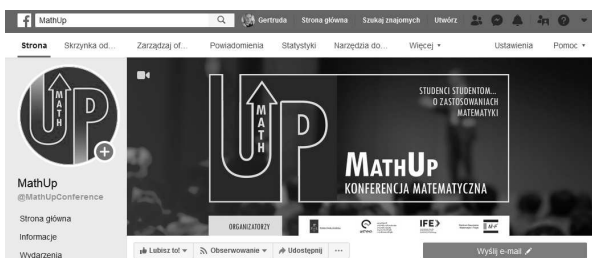 MathUp
Gertruda Strona główna Szukaj znajomych Utwórz
Strona Skrzynka od... Zarządzaj of... Powiadomienia Statystyki Narzędzia do... Więcej Ustawienia Pomoc
UP
MATH
MathUp
@MathUpConference
Strona główna
Informacje
Wydarzenia
UP
MATH
STUDENCI STUDENTOM...
O ZASTOSOWANIACH
MATEMATYKI
MATHUP
KONFERENCJA MATEMATYCZNA
ORGANIZATORZY
IFE
Lubisz to! Obserwowanie Udostępnij ...
Wyślij e-mail